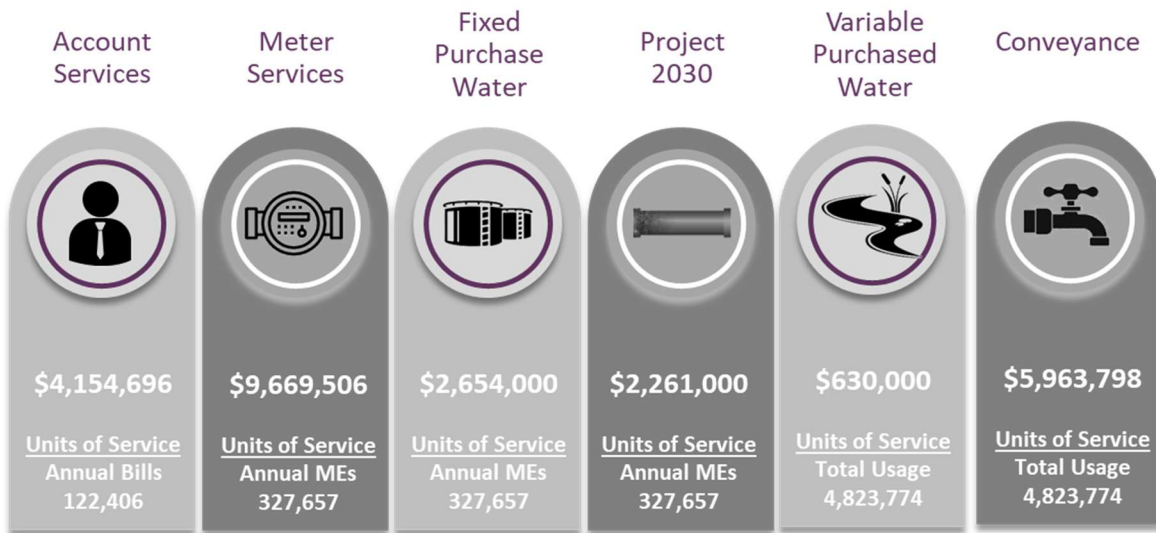 Account
Services
Meter
Services
Fixed
Purchase
Water
Project
2030
Variable
Purchased
Water
Conveyance
$4,154,696
Units of Service
Annual Bills
122,406
$9,669,506
Units of Service
Annual MEs
327,657
$2,654,000
Units of Service
Annual MEs
327,657
$2,261,000
Units of Service
Annual MEs
327,657
$630,000
Units of Service
Total Usage
4,823,774
$5,963,798
Units of Service
Total Usage
4,823,774